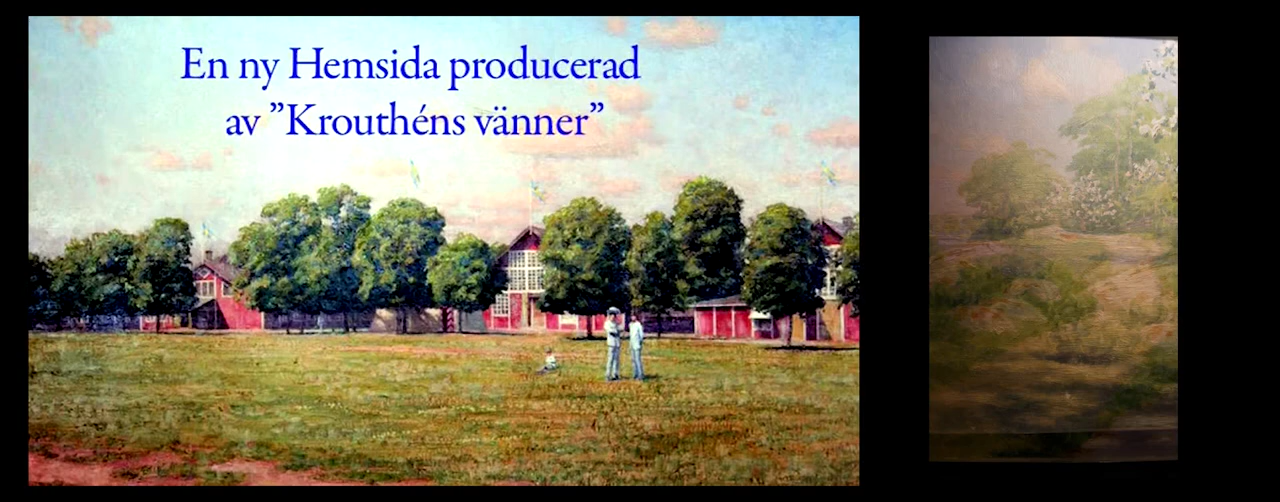 En ny Hemsida producerad
av ”Krouthéns vänner”